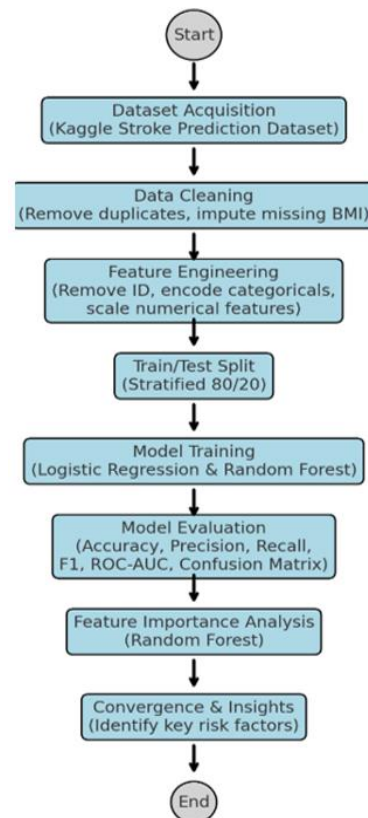 Start
Dataset Acquisition
(Kaggle Stroke Prediction Dataset)
Data Cleaning
(Remove duplicates, impute missing BMI)
Feature Engineering
(Remove ID, encode categoricals,
scale numerical features)
Train/Test Split
(Stratified 80/20)
Model Training
(Logistic Regression & Random Forest)
Model Evaluation
(Accuracy, Precision, Recall,
F1, ROC-AUC, Confusion Matrix)
Feature Importance Analysis
(Random Forest)
Convergence & Insights
(Identify key risk factors)
End